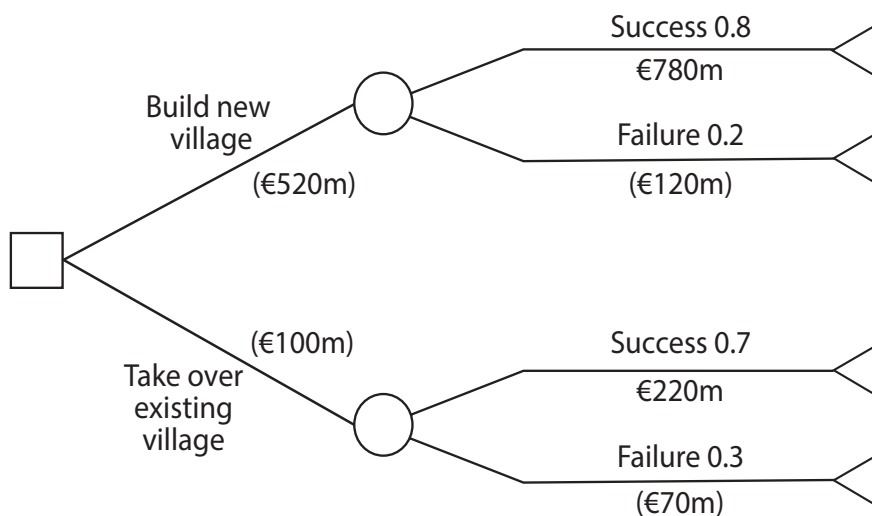 Success 0.8
€780m
Build new
village
(€520m)
Failure 0.2
(€120m)
(€100m)
Take over
existing
village
Success 0.7
€220m
Failure 0.3
(€70m)